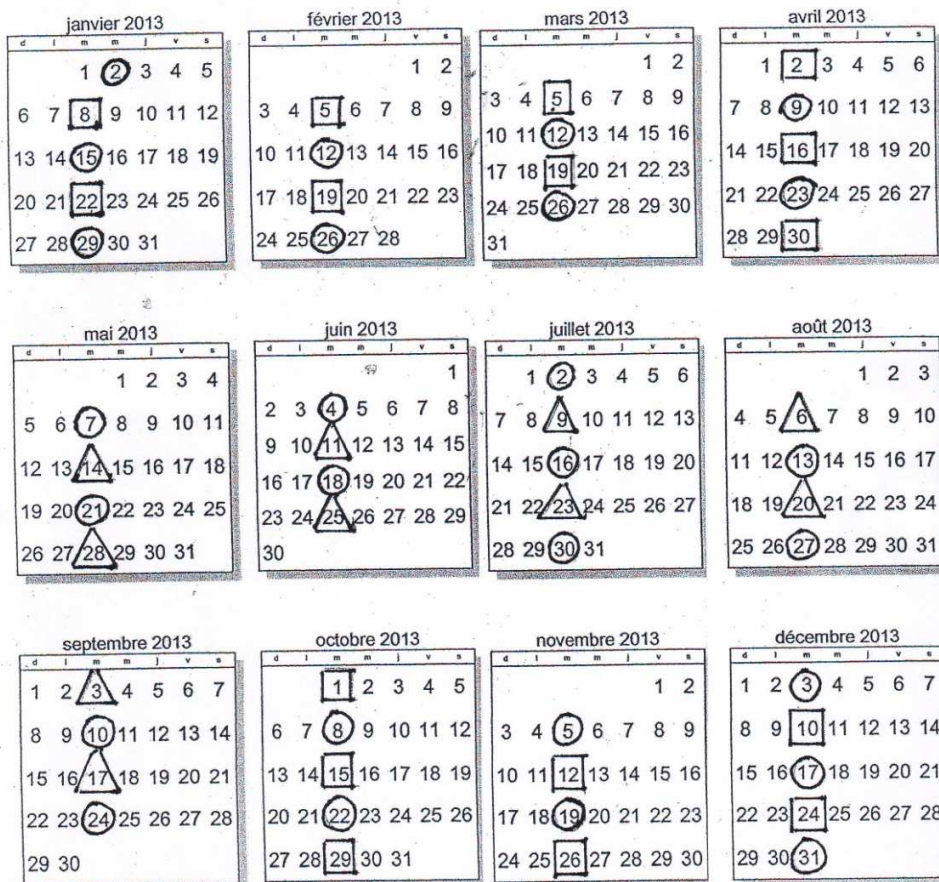 janvier 2013
d l m m j v s
1 2 3 4 5
6 7 8 9 10 11 12
13 14 15 16 17 18 19
20 21 22 23 24 25 26
27 28 29 30 31
février 2013
d l m m j v s
1 2
3 4 5 6 7 8 9
10 11 12 13 14 15 16
17 18 19 20 21 22 23
24 25 26 27 28
mars 2013
d l m m j v s
1 2
3 4 5 6 7 8 9
10 11 12 13 14 15 16
17 18 19 20 21 22 23
24 25 26 27 28 29 30
31
avril 2013
d l m m j v s
1 2 3 4 5 6
7 8 9 10 11 12 13
14 15 16 17 18 19 20
21 22 23 24 25 26 27
28 29 30
mai 2013
d l m m j v s
1 2 3 4
5 6 7 8 9 10 11
12 13 14 15 16 17 18
19 20 21 22 23 24 25
26 27 28 29 30 31
juin 2013
d l m m j v s
1
2 3 4 5 6 7 8
9 10 11 12 13 14 15
16 17 18 19 20 21 22
23 24 25 26 27 28 29
30
juillet 2013
d l m m j v s
1 2 3 4 5 6
7 8 9 10 11 12 13
14 15 16 17 18 19 20
21 22 23 24 25 26 27
28 29 30 31
août 2013
d l m m j v s
1 2 3
4 5 6 7 8 9 10
11 12 13 14 15 16 17
18 19 20 21 22 23 24
25 26 27 28 29 30 31
septembre 2013
d l m m j v s
1 2 3 4 5 6 7
8 9 10 11 12 13 14
15 16 17 18 19 20 21
22 23 24 25 26 27 28
29 30
octobre 2013
d l m m j v s
1 2 3 4 5
6 7 8 9 10 11 12
13 14 15 16 17 18 19
20 21 22 23 24 25 26
27 28 29 30 31
novembre 2013
d l m m j v s
1 2
3 4 5 6 7 8 9
10 11 12 13 14 15 16
17 18 19 20 21 22 23
24 25 26 27 28 29 30
décembre 2013
d l m m j v s
1 2 3 4 5 6 7
8 9 10 11 12 13 14
15 16 17 18 19 20 21
22 23 24 25 26 27 28
29 30 31